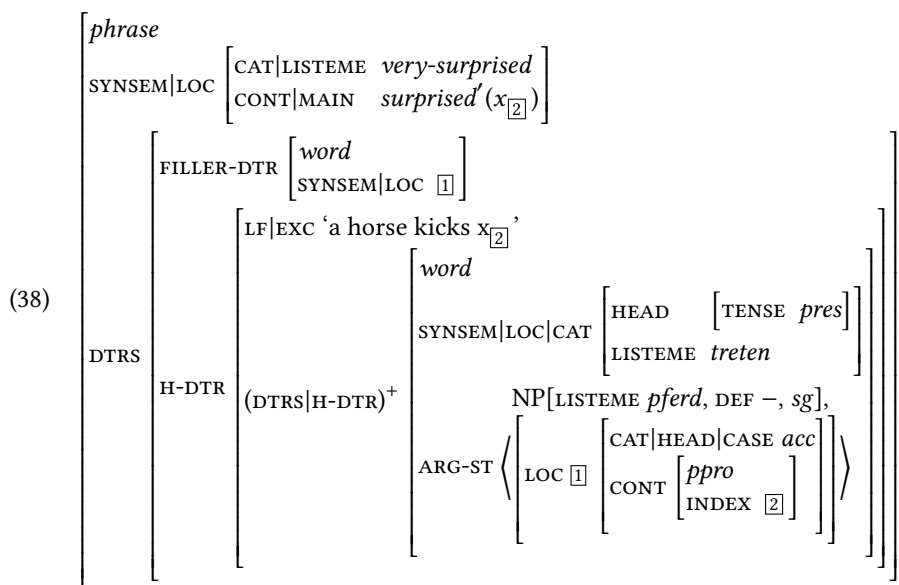 phrase
SYNSEM|LOC [CAT|LISTEME very-surprised
CONT|MAIN surprised′(x[2])]
FILLER-DTR [word
SYNSEM|LOC [1]]
LF|EXC ‘a horse kicks x[2]’
word
SYNSEM|LOC|CAT [HEAD [TENSE pres]
LISTEME treten]
(38) DTRS H-DTR (DTRS|H-DTR)⁺
NP[LISTEME pferd, DEF −, sg],
ARG-ST ⟨[LOC [1] [CAT|HEAD|CASE acc
CONT [ppro
INDEX [2]]]]⟩